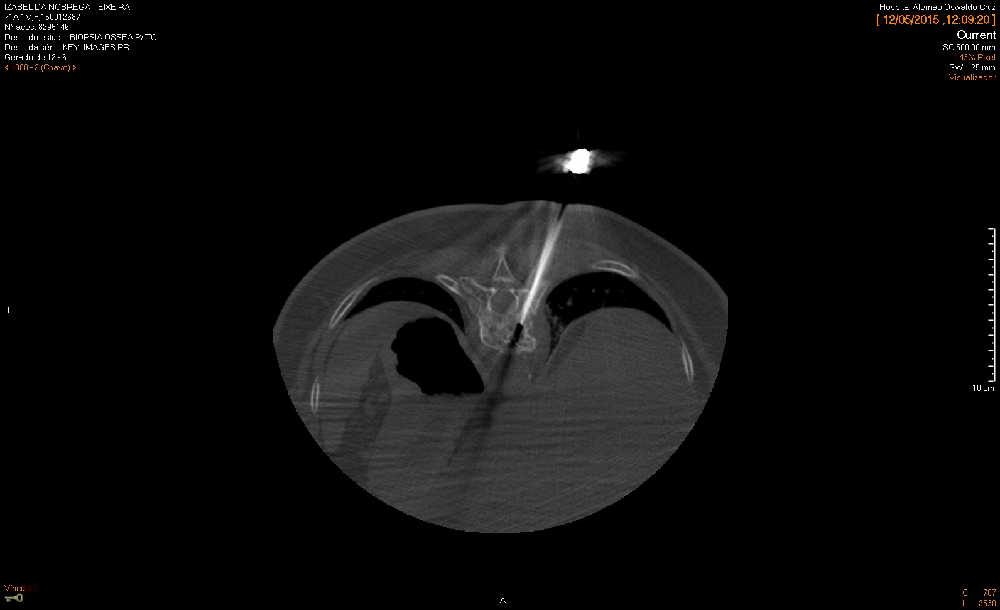 IZABEL DA NOBREGA TEIXEIRA
71A 1M,F,150012687
Nº aces. 8295146
Desc. do estudo: BIOPSIA OSSEA P/ TC
Desc. da série: KEY_IMAGES PR
Gerado de:12 - 6
< 1000 - 2 (Chave) >
Hospital Alemao Oswaldo Cruz
[ 12/05/2015 ,12:09:20 ]
Current
SC:500.00 mm
143% Pixel
SW 1.25 mm
Visualizador
L
10 cm
Vínculo 1
A
C 707
L 2530